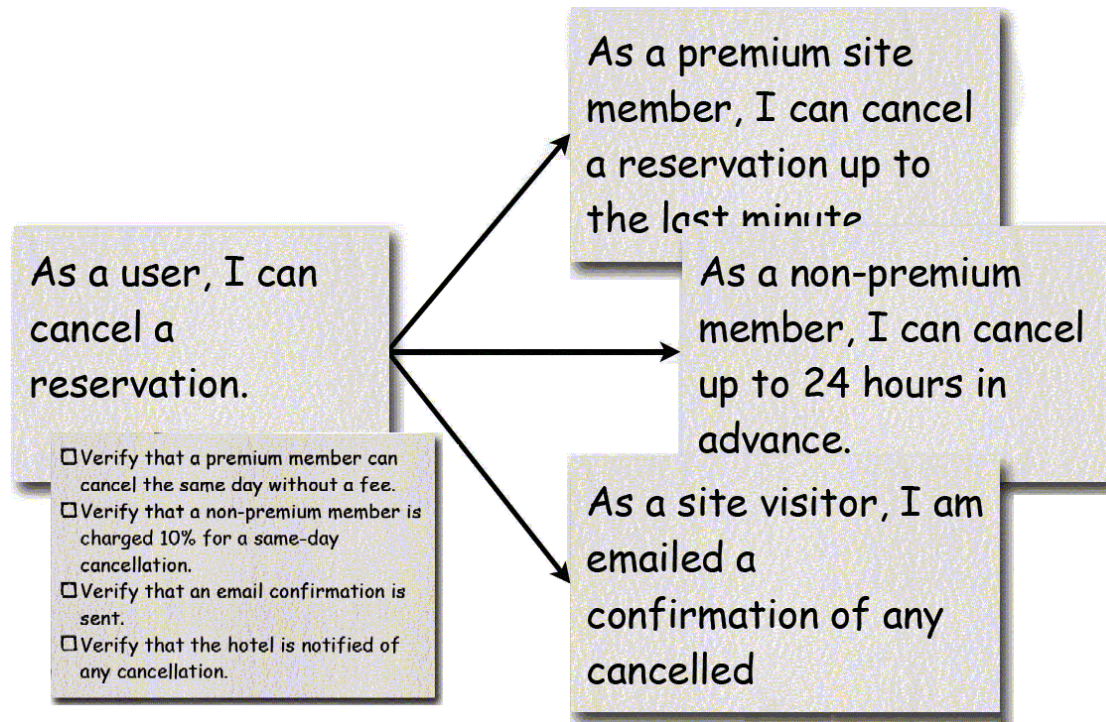 As a user, I can
cancel a
reservation.
☐ Verify that a premium member can
cancel the same day without a fee.
☐ Verify that a non-premium member is
charged 10% for a same-day
cancellation.
☐ Verify that an email confirmation is
sent.
☐ Verify that the hotel is notified of
any cancellation.
As a premium site
member, I can cancel
a reservation up to
the last minute
As a non-premium
member, I can cancel
up to 24 hours in
advance.
As a site visitor, I am
emailed a
confirmation of any
cancelled